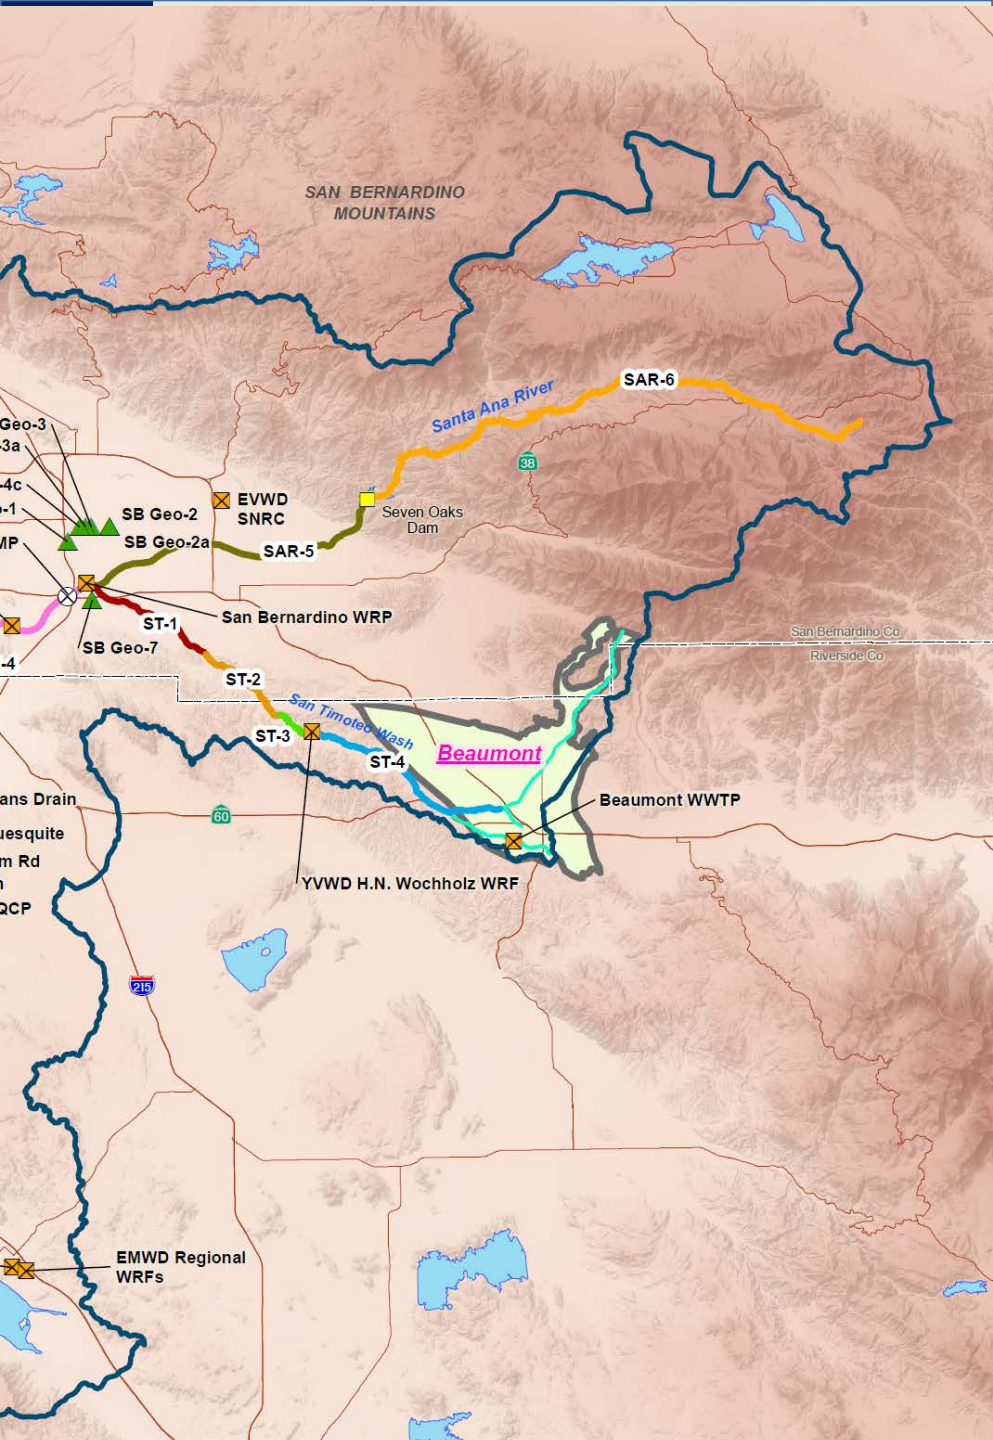 SAN BERNARDINO
MOUNTAINS
SAR-6
Santa Ana River
38
Geo-3
-3a
-4c
-1
MP
EVWD
SNRC
SB Geo-2
SB Geo-2a
Seven Oaks
Dam
SAR-5
San Bernardino WRP
ST-1
SB Geo-7
-4
San Bernardino Co
Riverside Co
ST-2
San Timoteo Wash
ST-3
ST-4
Beaumont
ans Drain
60
Beaumont WWTP
uesquite
m Rd
n
QCP
YVWD H.N. Wochholz WRF
215
EMWD Regional
WRFs